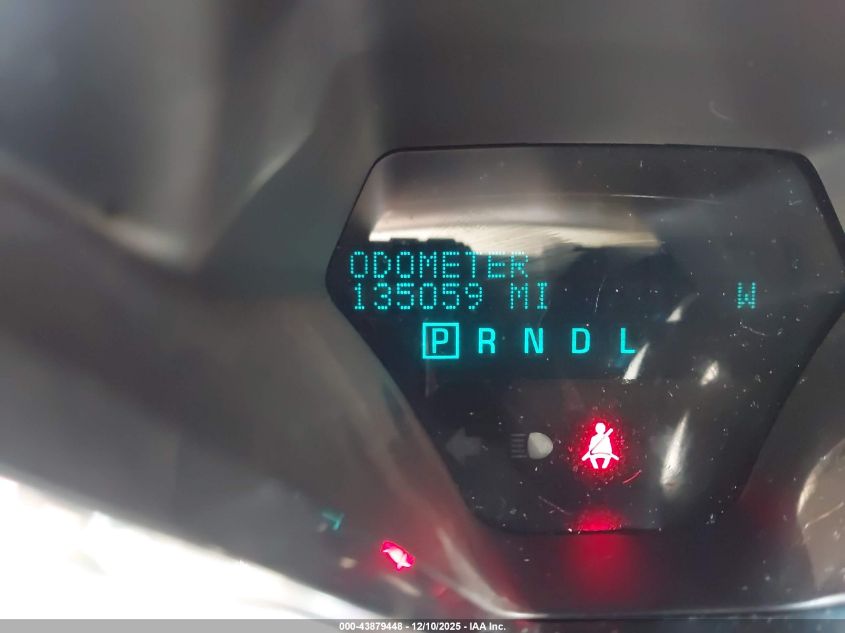 ODOMETER
135059 MI W
P R N D L
000-43879448 - 12/10/2025 - IAA Inc.